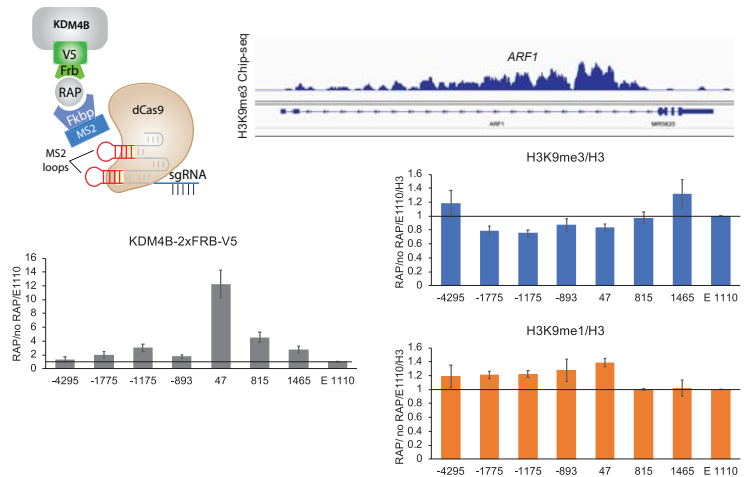 KDM4B
V5
Frb
RAP
Fkbp
MS2
dCas9
MS2
loops
sgRNA
H3K9me3 Chip-seq
ARF1
ARF1
MIR3620
KDM4B-2xFRB-V5
RAP/no RAP/E1110
16
14
12
10
8
6
4
2
0
-4295 -1775 -1175 -893 47 815 1465 E 1110
H3K9me3/H3
RAP/no RAP/E1110/H3
1.6
1.4
1.2
1
0.8
0.6
0.4
0.2
0
-4295 -1775 -1175 -893 47 815 1465 E 1110
H3K9me1/H3
RAP/ no RAP/E1110/H3
1.6
1.4
1.2
1
0.8
0.6
0.4
0.2
0
-4295 -1775 -1175 -893 47 815 1465 E 1110